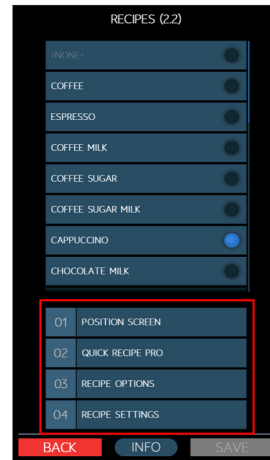 RECIPES (2.2)
>NONE<
COFFEE
ESPRESSO
COFFEE MILK
COFFEE SUGAR
COFFEE SUGAR MILK
CAPPUCCINO
CHOCOLATE MILK
01 POSITION SCREEN
02 QUICK RECIPE PRO
03 RECIPE OPTIONS
04 RECIPE SETTINGS
BACK INFO SAVE